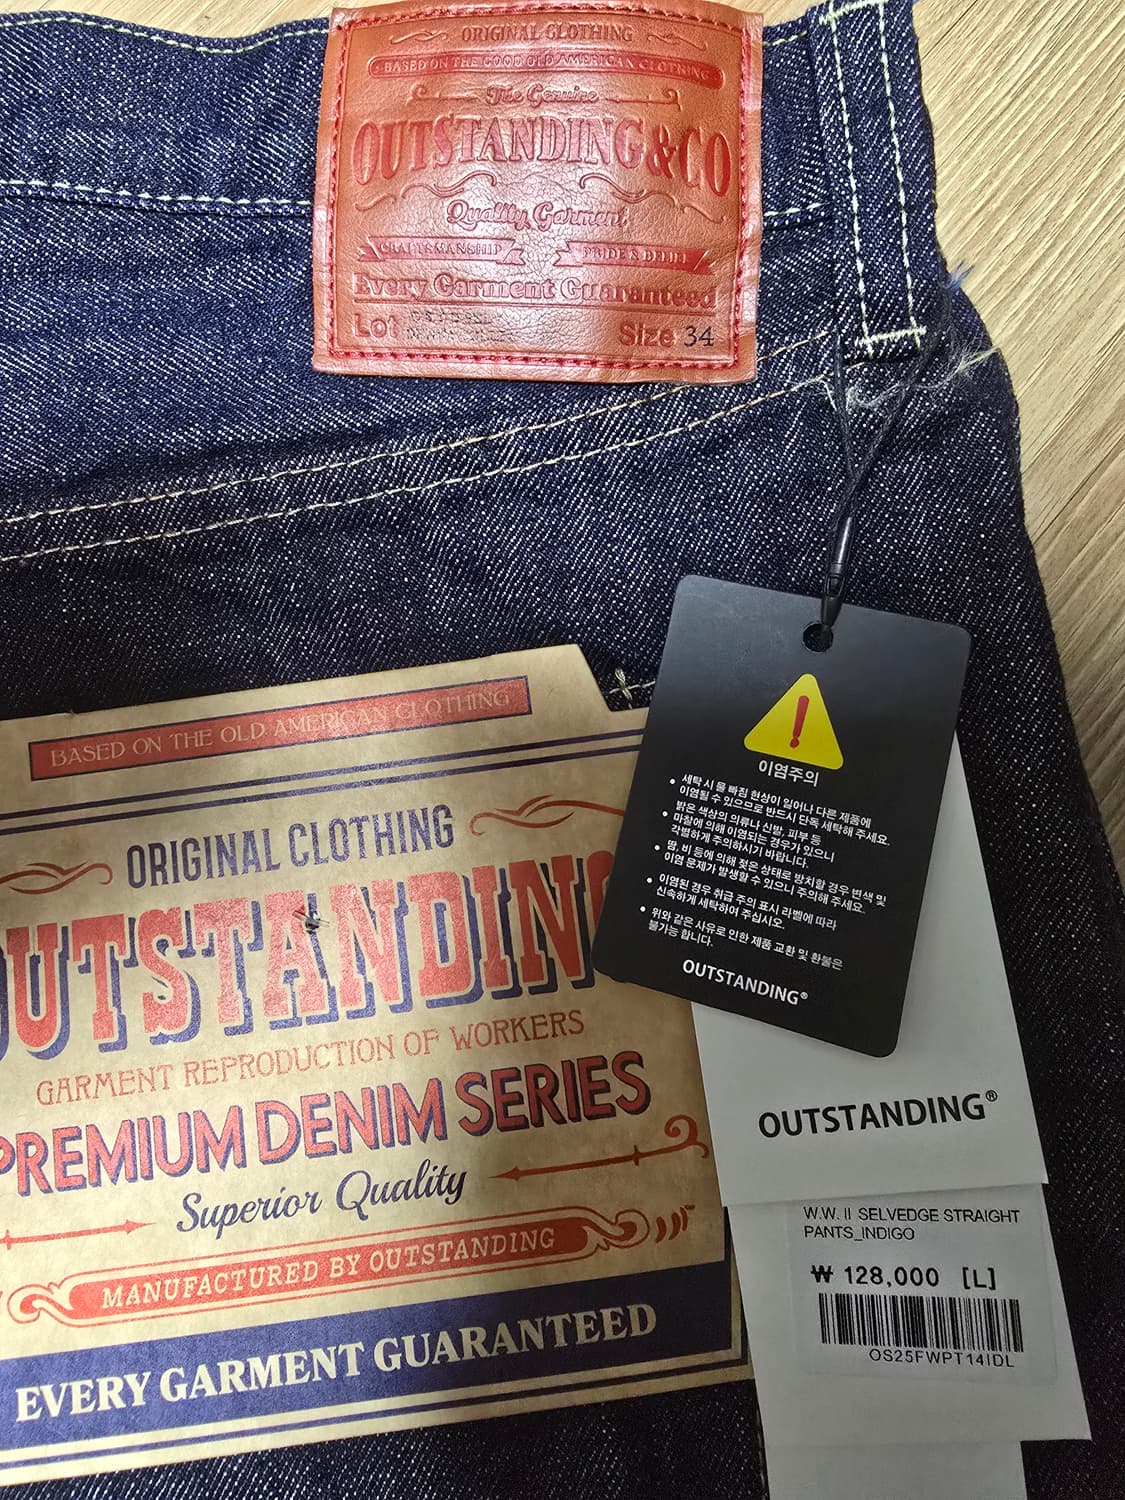 ORIGINAL CLOTHING
BASED ON THE GOOD OLD AMERICAN CLOTHING
The Genuine
OUTSTANDING&CO
Quality Garment
CRAFTSMANSHIP PRIDE & BELIEF
Every Garment Guaranteed
Lot Size 34
BASED ON THE OLD AMERICAN CLOTHING
ORIGINAL CLOTHING
OUTSTANDING
GARMENT REPRODUCTION OF WORKERS
PREMIUM DENIM SERIES
Superior Quality
MANUFACTURED BY OUTSTANDING
EVERY GARMENT GUARANTEED
이염주의
• 세탁 시 물 빠짐 현상이 일어나 다른 제품에
이염될 수 있으므로 반드시 단독 세탁해 주세요.
• 밝은 색상의 의류나 신발, 피부 등
마찰에 의해 이염되는 경우가 있으니
각별하게 주의하시기 바랍니다.
• 땀, 비 등에 의해 젖은 상태로 방치할 경우 변색 및
이염 문제가 발생할 수 있으니 주의해 주세요.
• 이염된 경우 취급 주의 표시 라벨에 따라
신속하게 세탁하여 주십시오.
• 위와 같은 사유로 인한 제품 교환 및 환불은
불가능 합니다.
OUTSTANDING®
OUTSTANDING®
W.W. II SELVEDGE STRAIGHT
PANTS_INDIGO
₩ 128,000 [L]
OS25FWPT14IDL